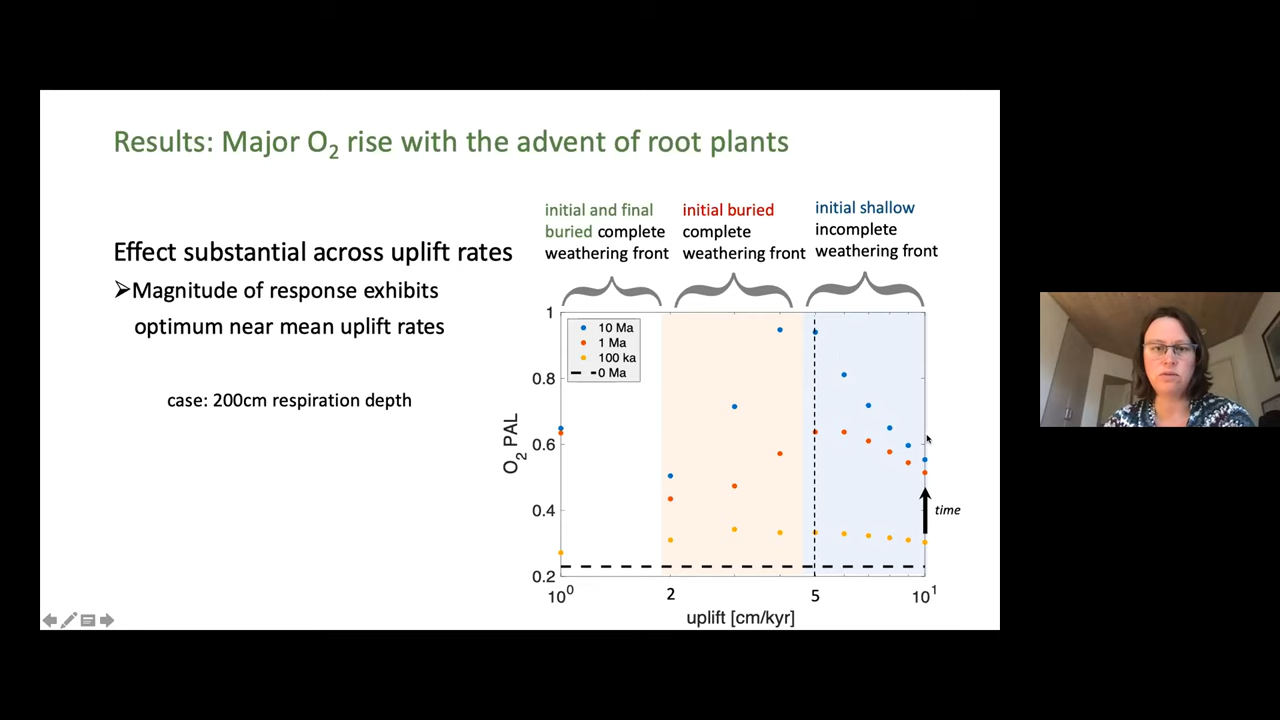 Results: Major O2 rise with the advent of root plants
Effect substantial across uplift rates
➢Magnitude of response exhibits
optimum near mean uplift rates
case: 200cm respiration depth
initial and final
buried complete
weathering front
initial buried
complete
weathering front
initial shallow
incomplete
weathering front
1
0.8
0.6
0.4
0.2
O2 PAL
10 Ma
1 Ma
100 ka
0 Ma
time
10^0
2
5
10^1
uplift [cm/kyr]